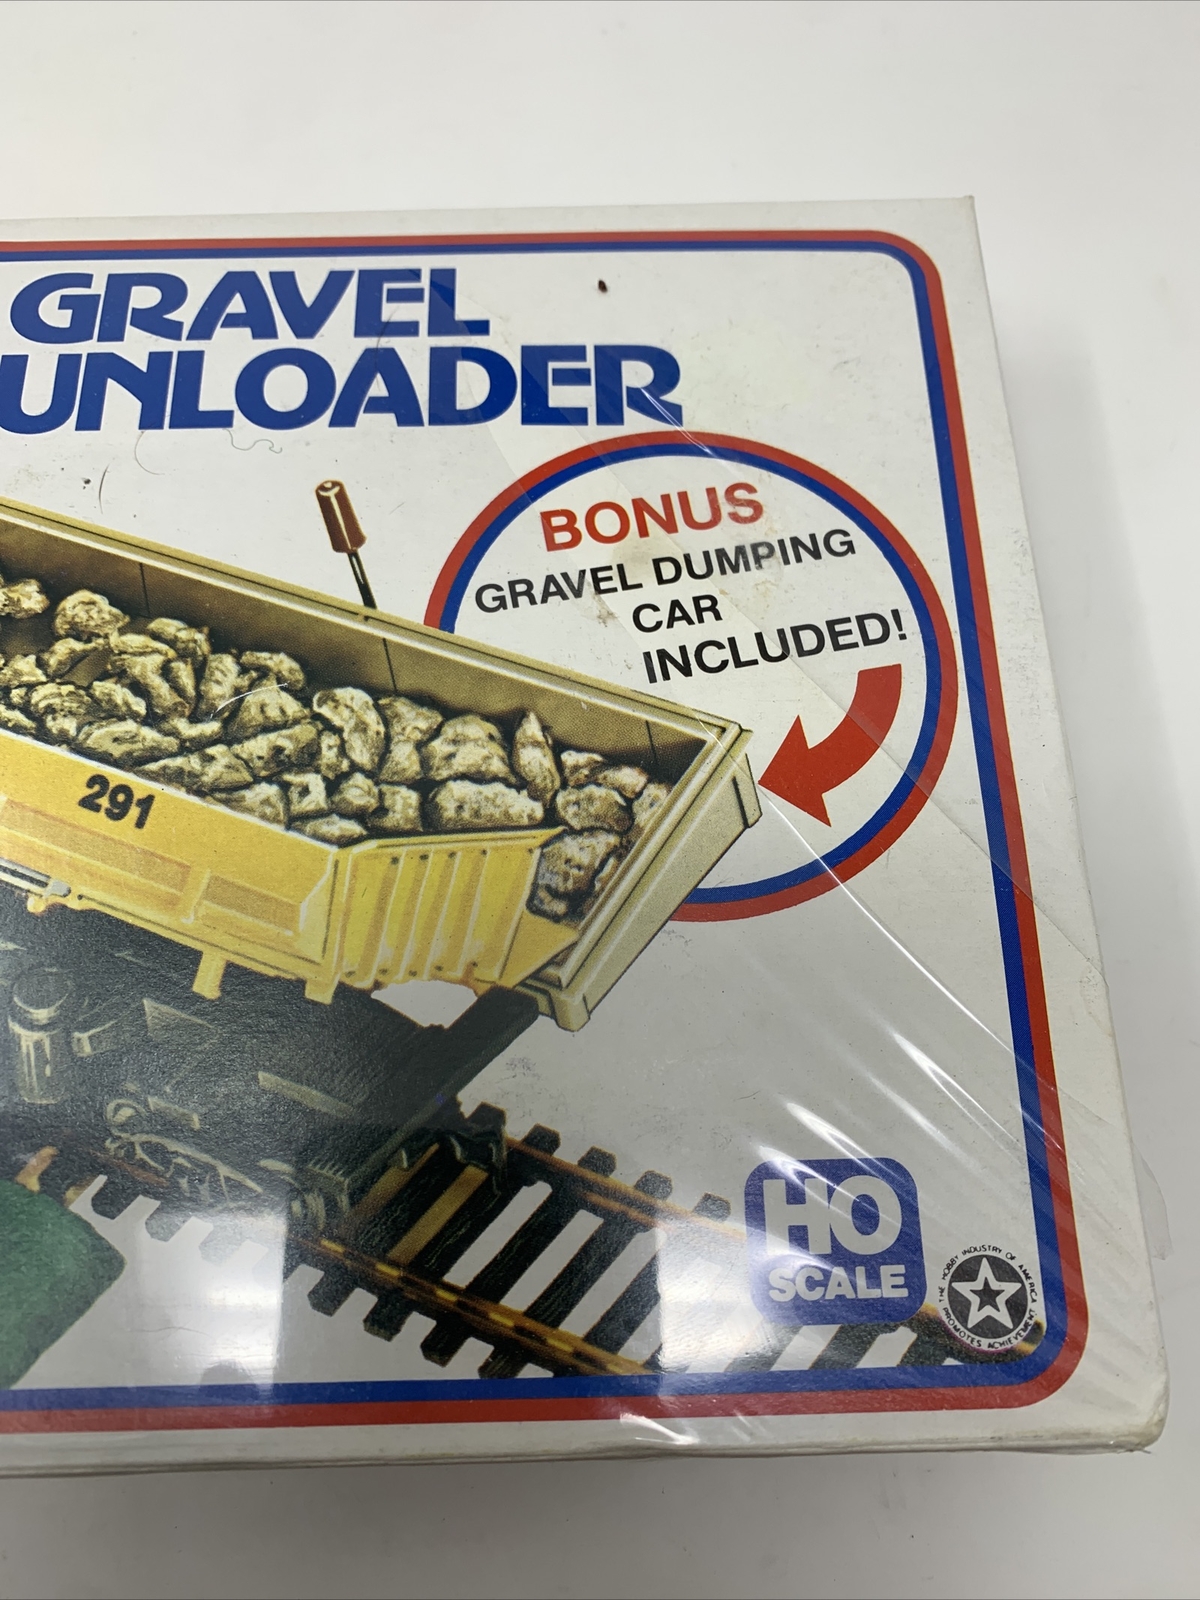 GRAVEL
UNLOADER
BONUS
GRAVEL DUMPING
CAR
INCLUDED!
291
HO
SCALE
THE HOBBY INDUSTRY OF AMERICA
PROMOTES ACHIEVEMENT